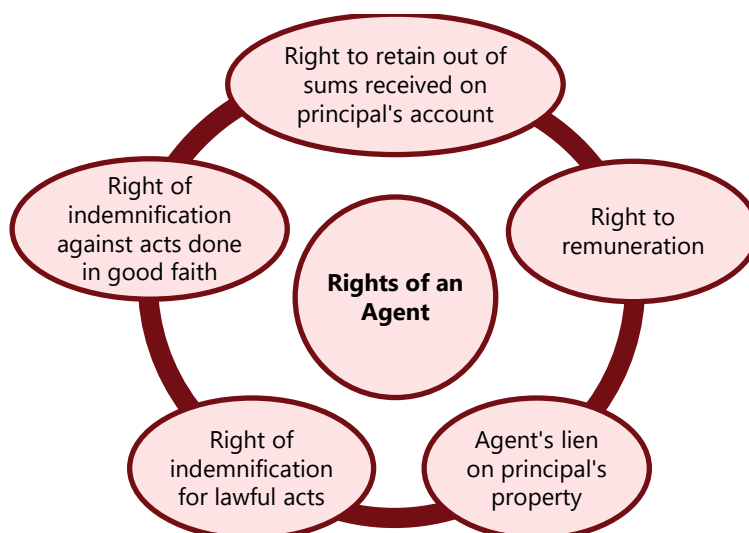 Right to retain out of
sums received on
principal's account
Right to
remuneration
Agent's lien
on principal's
property
Right of
indemnification
for lawful acts
Right of
indemnification
against acts done
in good faith
Rights of an
Agent